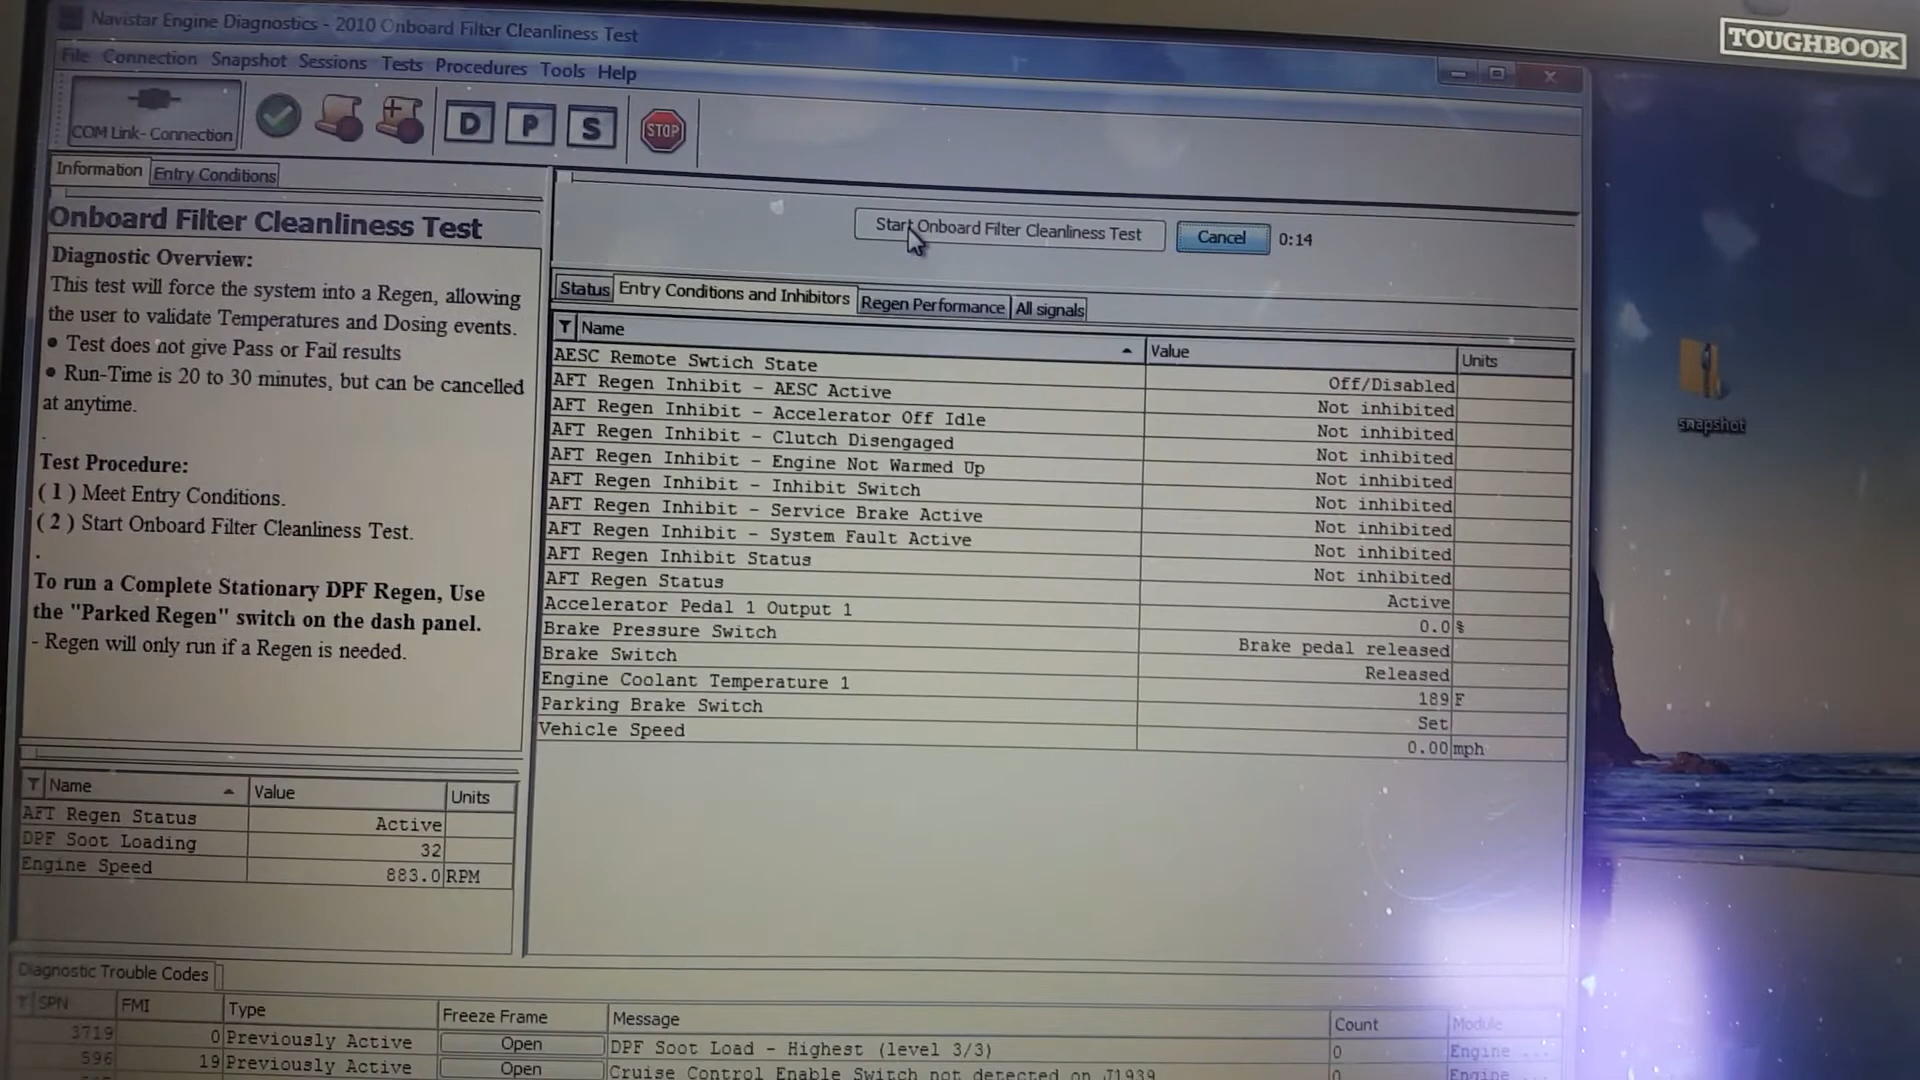 TOUGHBOOK
Navistar Engine Diagnostics - 2010 Onboard Filter Cleanliness Test
File Connection Snapshot Sessions Tests Procedures Tools Help
COM Link- Connection
D P S STOP
Information Entry Conditions
Onboard Filter Cleanliness Test
Diagnostic Overview:
This test will force the system into a Regen, allowing
the user to validate Temperatures and Dosing events.
• Test does not give Pass or Fail results
• Run-Time is 20 to 30 minutes, but can be cancelled
at anytime.
.
Test Procedure:
( 1 ) Meet Entry Conditions.
( 2 ) Start Onboard Filter Cleanliness Test.
.
To run a Complete Stationary DPF Regen, Use
the "Parked Regen" switch on the dash panel.
- Regen will only run if a Regen is needed.
Name Value Units
AFT Regen Status Active
DPF Soot Loading 32
Engine Speed 883.0 RPM
Start Onboard Filter Cleanliness Test Cancel 0:14
Status Entry Conditions and Inhibitors Regen Performance All signals
Name Value Units
AESC Remote Swtich State Off/Disabled
AFT Regen Inhibit - AESC Active Not inhibited
AFT Regen Inhibit - Accelerator Off Idle Not inhibited
AFT Regen Inhibit - Clutch Disengaged Not inhibited
AFT Regen Inhibit - Engine Not Warmed Up Not inhibited
AFT Regen Inhibit - Inhibit Switch Not inhibited
AFT Regen Inhibit - Service Brake Active Not inhibited
AFT Regen Inhibit - System Fault Active Not inhibited
AFT Regen Inhibit Status Not inhibited
AFT Regen Status Active
Accelerator Pedal 1 Output 1 0.0 %
Brake Pressure Switch Brake pedal released
Brake Switch Released
Engine Coolant Temperature 1 189 F
Parking Brake Switch Set
Vehicle Speed 0.00 mph
snapshot
Diagnostic Trouble Codes
SPN FMI Type Freeze Frame Message Count Module
3719 0 Previously Active Open DPF Soot Load - Highest (level 3/3) 0 Engine ...
596 19 Previously Active Open Cruise Control Enable Switch not detected on J1939 0 Engine ...